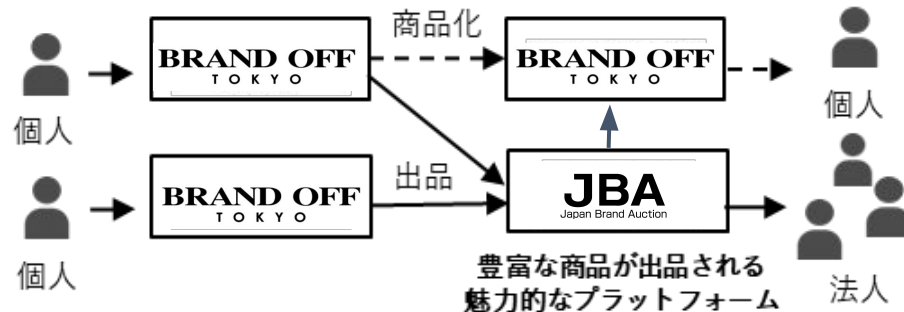 商品化
BRAND OFF
TOKYO
BRAND OFF
TOKYO
個人
個人
出品
BRAND OFF
TOKYO
JBA
Japan Brand Auction
個人
豊富な商品が出品される
魅力的なプラットフォーム
法人